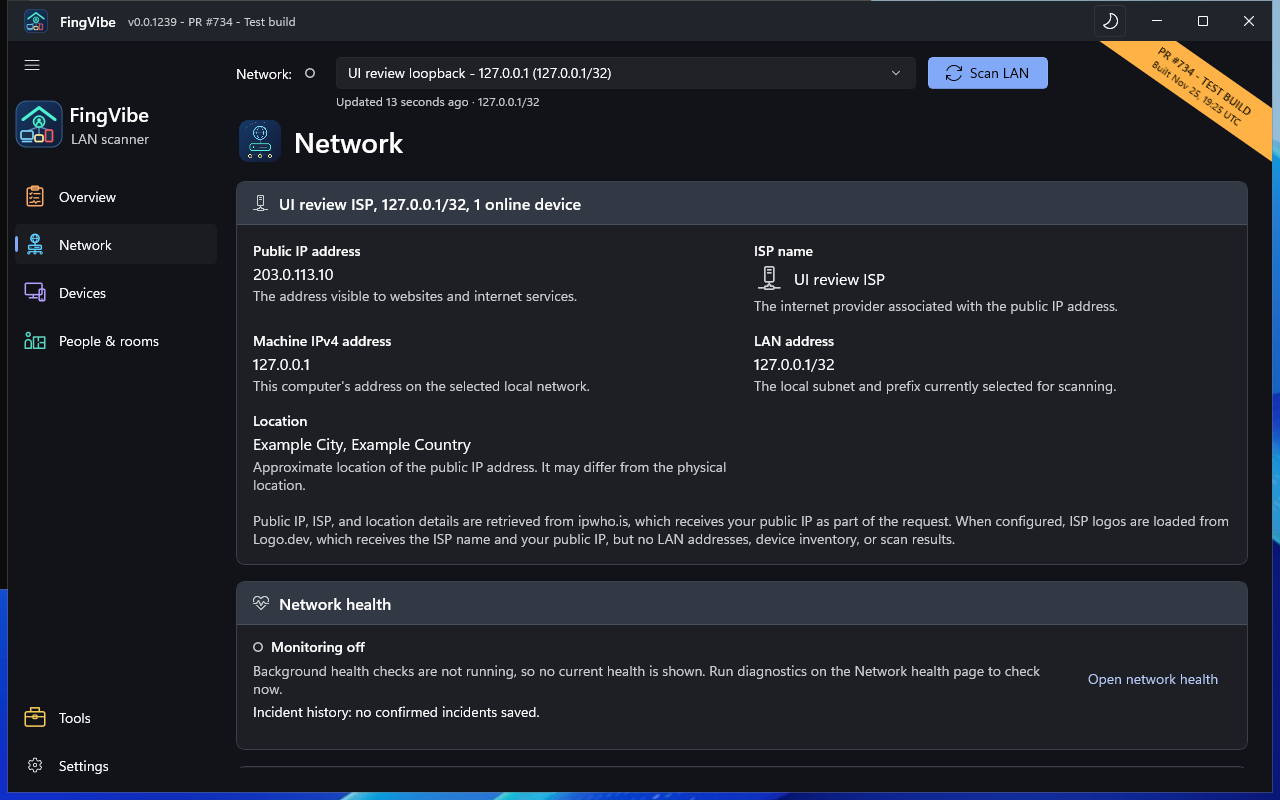 FingVibe v0.0.1239 - PR #734 - Test build
PR #734 - TEST BUILD
Built Nov 25, 19:25 UTC
Network:
UI review loopback - 127.0.0.1 (127.0.0.1/32)
Scan LAN
Updated 13 seconds ago · 127.0.0.1/32
FingVibe
LAN scanner
Overview
Network
Devices
People & rooms
Tools
Settings
Network
UI review ISP, 127.0.0.1/32, 1 online device
Public IP address
203.0.113.10
The address visible to websites and internet services.
ISP name
UI review ISP
The internet provider associated with the public IP address.
Machine IPv4 address
127.0.0.1
This computer's address on the selected local network.
LAN address
127.0.0.1/32
The local subnet and prefix currently selected for scanning.
Location
Example City, Example Country
Approximate location of the public IP address. It may differ from the physical
location.
Public IP, ISP, and location details are retrieved from ipwho.is, which receives your public IP as part of the request. When configured, ISP logos are loaded from
Logo.dev, which receives the ISP name and your public IP, but no LAN addresses, device inventory, or scan results.
Network health
Monitoring off
Background health checks are not running, so no current health is shown. Run diagnostics on the Network health page to check
now.
Incident history: no confirmed incidents saved.
Open network health